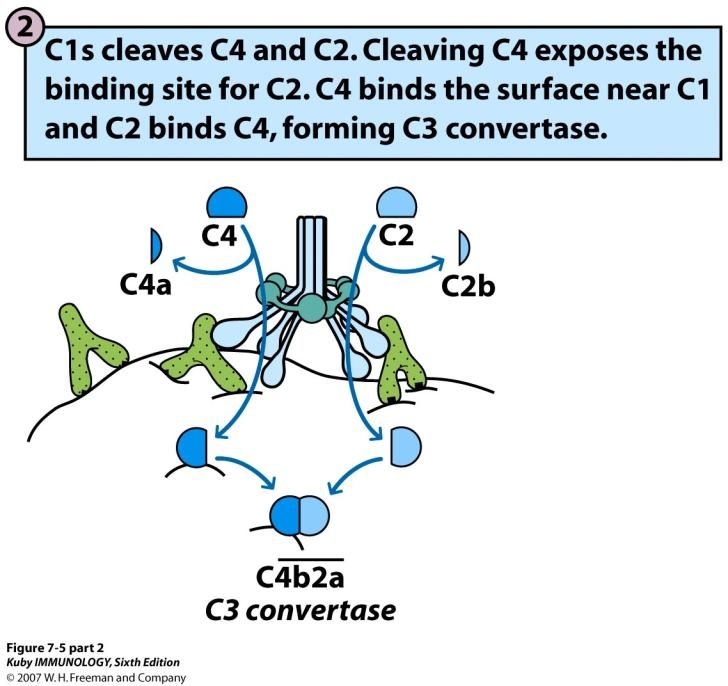 2
C1s cleaves C4 and C2. Cleaving C4 exposes the
binding site for C2. C4 binds the surface near C1
and C2 binds C4, forming C3 convertase.
C4
C2
C4a
C2b
C4b2a
C3 convertase
Figure 7-5 part 2
Kuby IMMUNOLOGY, Sixth Edition
© 2007 W. H. Freeman and Company